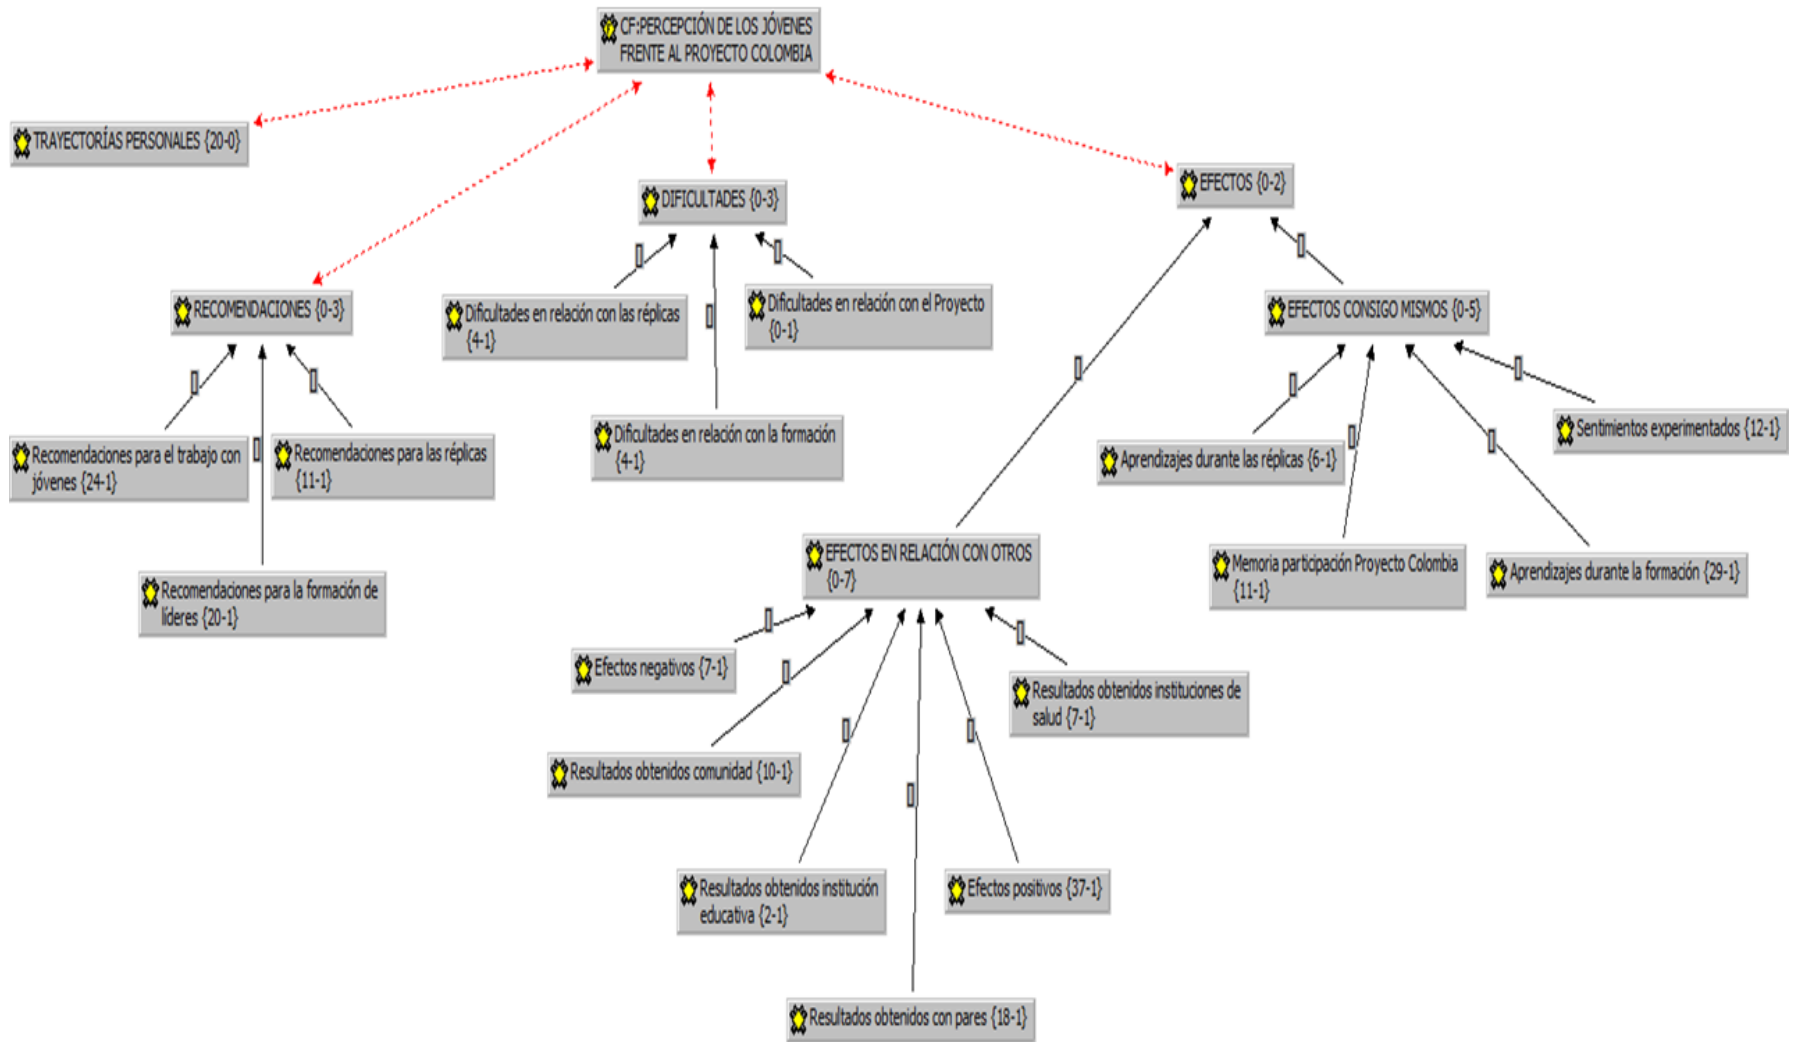 CF:PERCEPCIÓN DE LOS JÓVENES
FRENTE AL PROYECTO COLOMBIA
TRAYECTORÍAS PERSONALES {20-0}
DIFICULTADES {0-3}
EFECTOS {0-2}
RECOMENDACIONES {0-3}
Dificultades en relación con las réplicas
{4-1}
Dificultades en relación con el Proyecto
{0-1}
EFECTOS CONSIGO MISMOS {0-5}
Recomendaciones para el trabajo con
jóvenes {24-1}
Recomendaciones para las réplicas
{11-1}
Dificultades en relación con la formación
{4-1}
Aprendizajes durante las réplicas {6-1}
Sentimientos experimentados {12-1}
Recomendaciones para la formación de
líderes {20-1}
EFECTOS EN RELACIÓN CON OTROS
{0-7}
Memoria participación Proyecto Colombia
{11-1}
Aprendizajes durante la formación {29-1}
Efectos negativos {7-1}
Resultados obtenidos instituciones de
salud {7-1}
Resultados obtenidos comunidad {10-1}
Resultados obtenidos institución
educativa {2-1}
Efectos positivos {37-1}
Resultados obtenidos con pares {18-1}